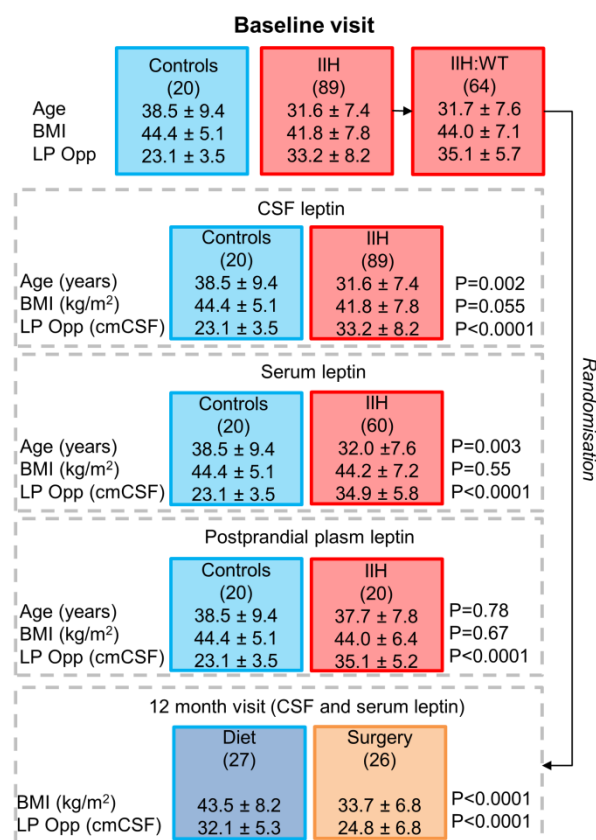 Baseline visit
Controls IIH IIH:WT
(20) (89) (64)
Age 38.5 ± 9.4 31.6 ± 7.4 31.7 ± 7.6
BMI 44.4 ± 5.1 41.8 ± 7.8 44.0 ± 7.1
LP Opp 23.1 ± 3.5 33.2 ± 8.2 35.1 ± 5.7
CSF leptin
Controls IIH
(20) (89)
Age (years) 38.5 ± 9.4 31.6 ± 7.4 P=0.002
BMI (kg/m²) 44.4 ± 5.1 41.8 ± 7.8 P=0.055
LP Opp (cmCSF) 23.1 ± 3.5 33.2 ± 8.2 P<0.0001
Serum leptin
Controls IIH
(20) (60)
Age (years) 38.5 ± 9.4 32.0 ±7.6 P=0.003
BMI (kg/m²) 44.4 ± 5.1 44.2 ± 7.2 P=0.55
LP Opp (cmCSF) 23.1 ± 3.5 34.9 ± 5.8 P<0.0001
Randomisation
Postprandial plasm leptin
Controls IIH
(20) (20)
Age (years) 38.5 ± 9.4 37.7 ± 7.8 P=0.78
BMI (kg/m²) 44.4 ± 5.1 44.0 ± 6.4 P=0.67
LP Opp (cmCSF) 23.1 ± 3.5 35.1 ± 5.2 P<0.0001
12 month visit (CSF and serum leptin)
Diet Surgery
(27) (26)
BMI (kg/m²) 43.5 ± 8.2 33.7 ± 6.8 P<0.0001
LP Opp (cmCSF) 32.1 ± 5.3 24.8 ± 6.8 P<0.0001